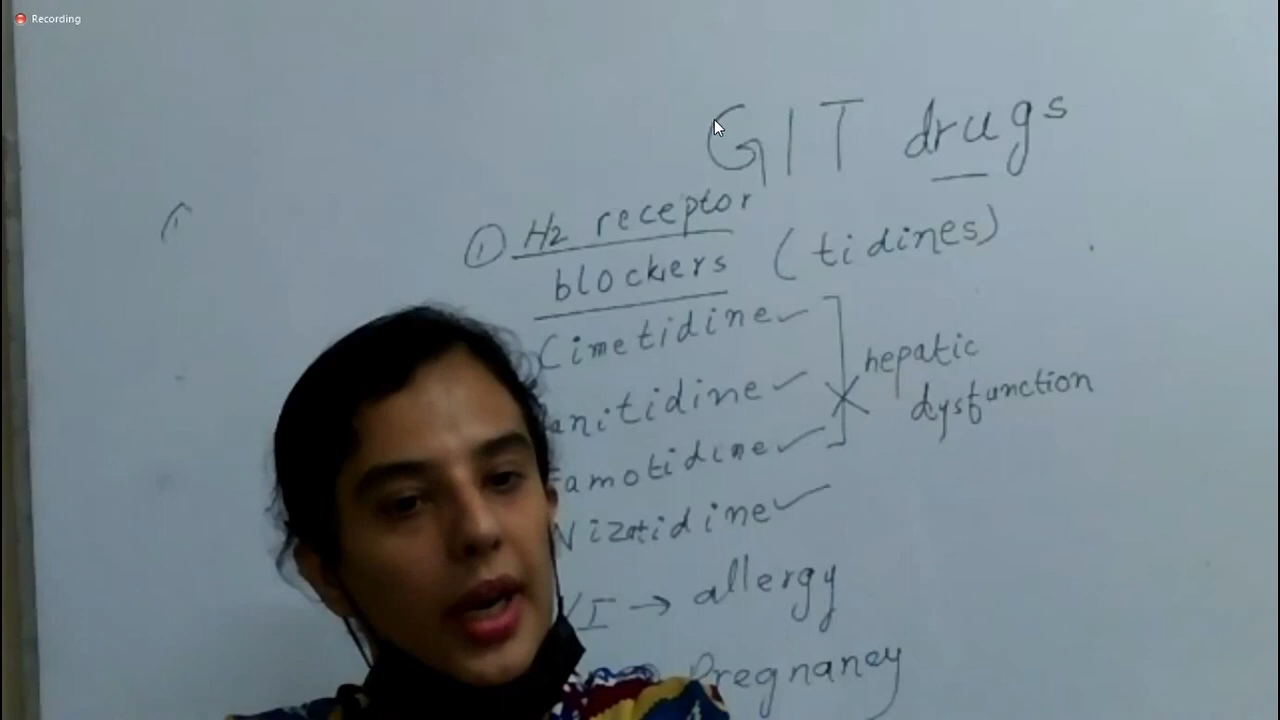 Recording
GIT drugs
① H2 receptor
blockers (tidines)
Cimetidine ✓
anitidine ✓
hepatic
dysfunction
amotidine ✓
Nizatidine ✓
I → allergy
Pregnancy